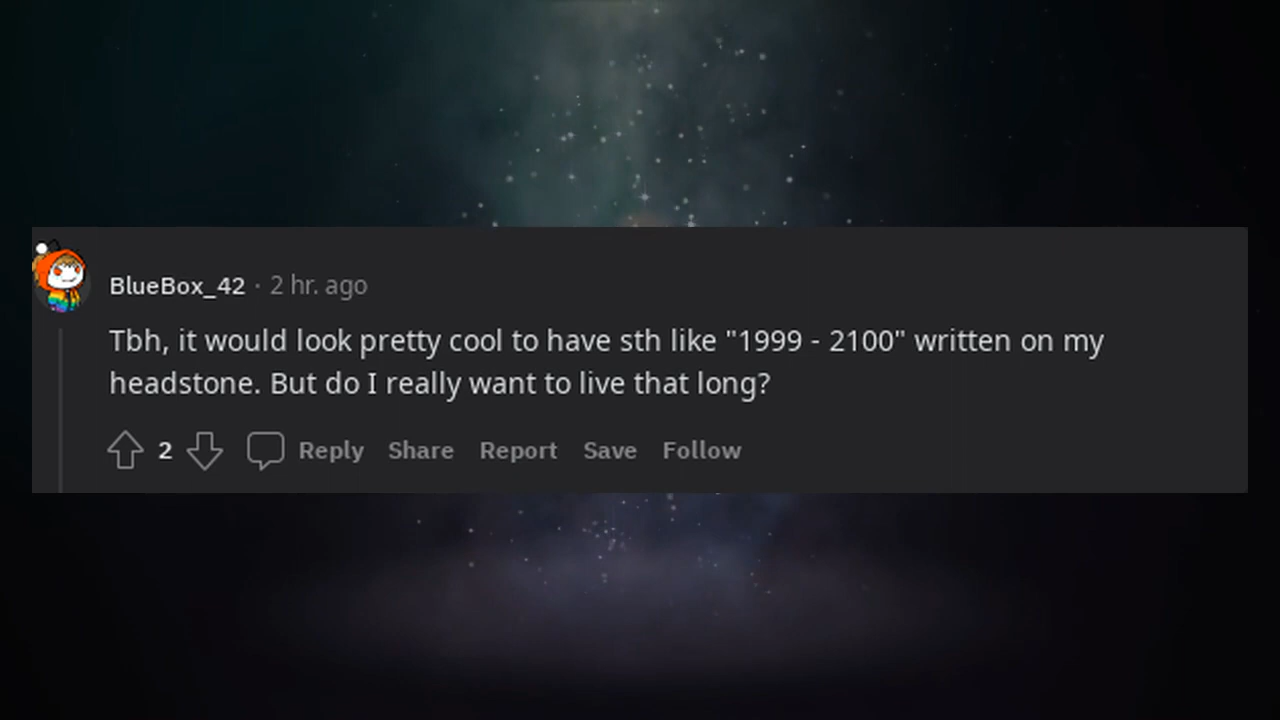 BlueBox_42 · 2 hr. ago
Tbh, it would look pretty cool to have sth like "1999 - 2100" written on my
headstone. But do I really want to live that long?
2 Reply Share Report Save Follow